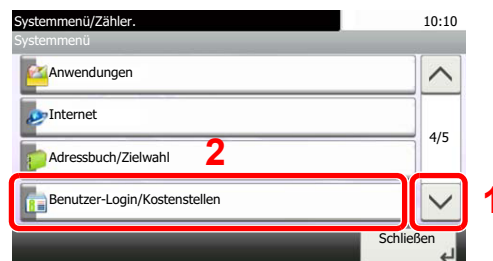 Systemmenü/Zähler. 10:10
Systemmenü
Anwendungen
Internet
4/5
Adressbuch/Zielwahl 2
Benutzer-Login/Kostenstellen 1
Schließen